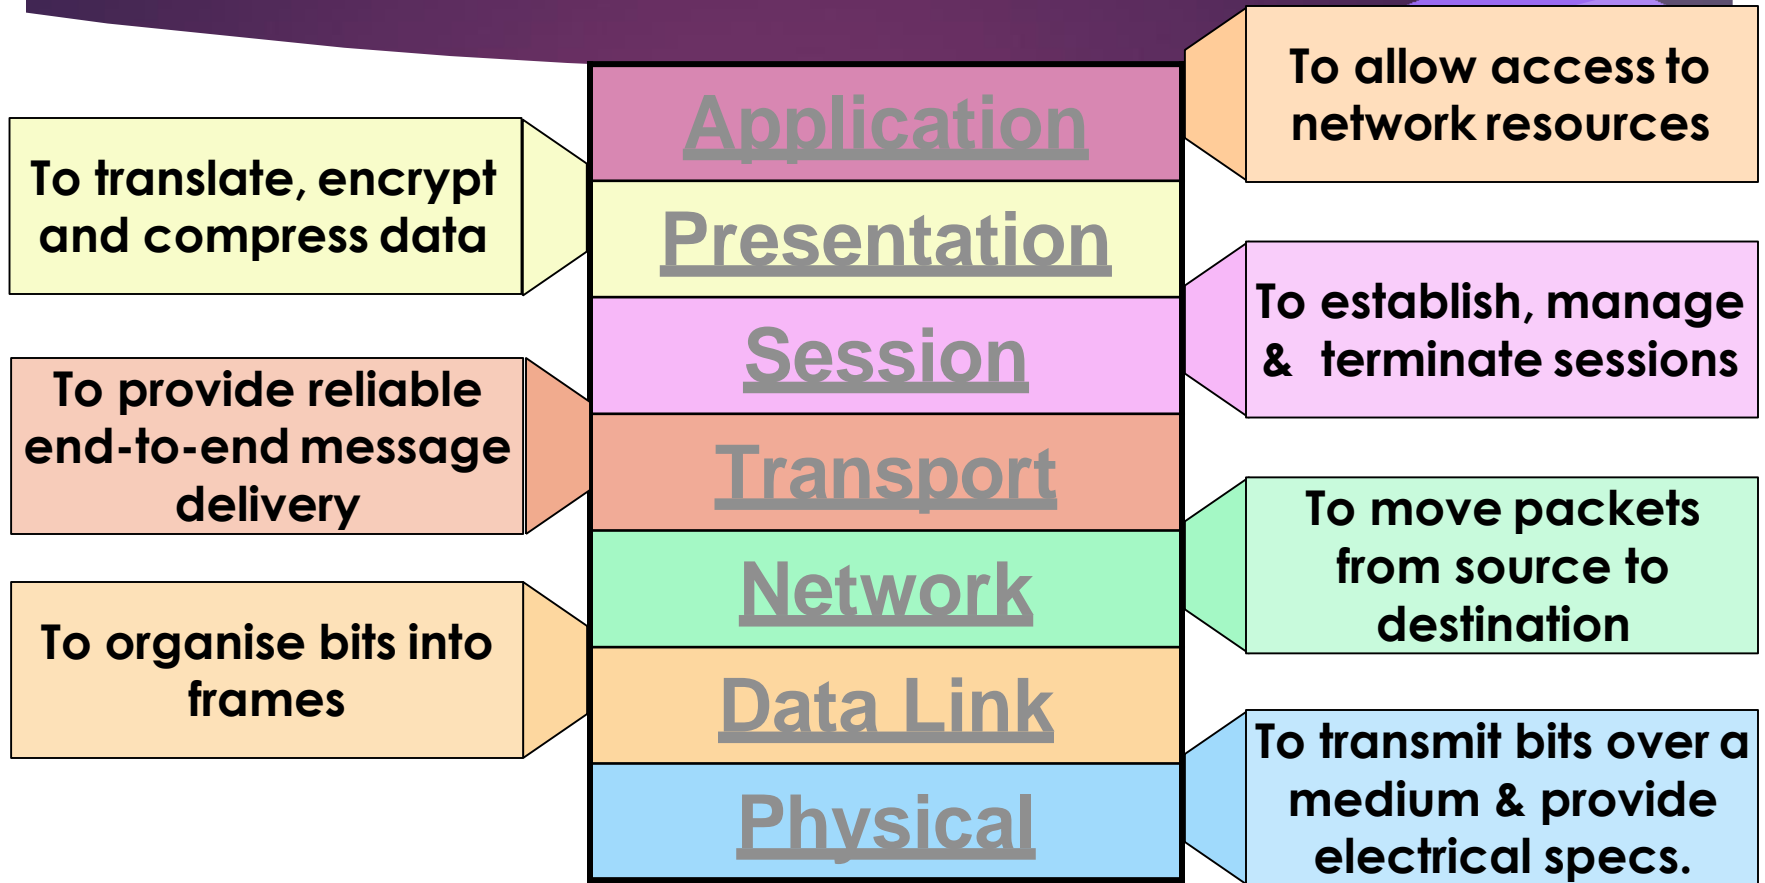 To allow access to
network resources
Application
To translate, encrypt
and compress data
Presentation
To establish, manage
& terminate sessions
Session
To provide reliable
end-to-end message
delivery
Transport
To move packets
from source to
destination
Network
To organise bits into
frames
Data Link
To transmit bits over a
medium & provide
electrical specs.
Physical